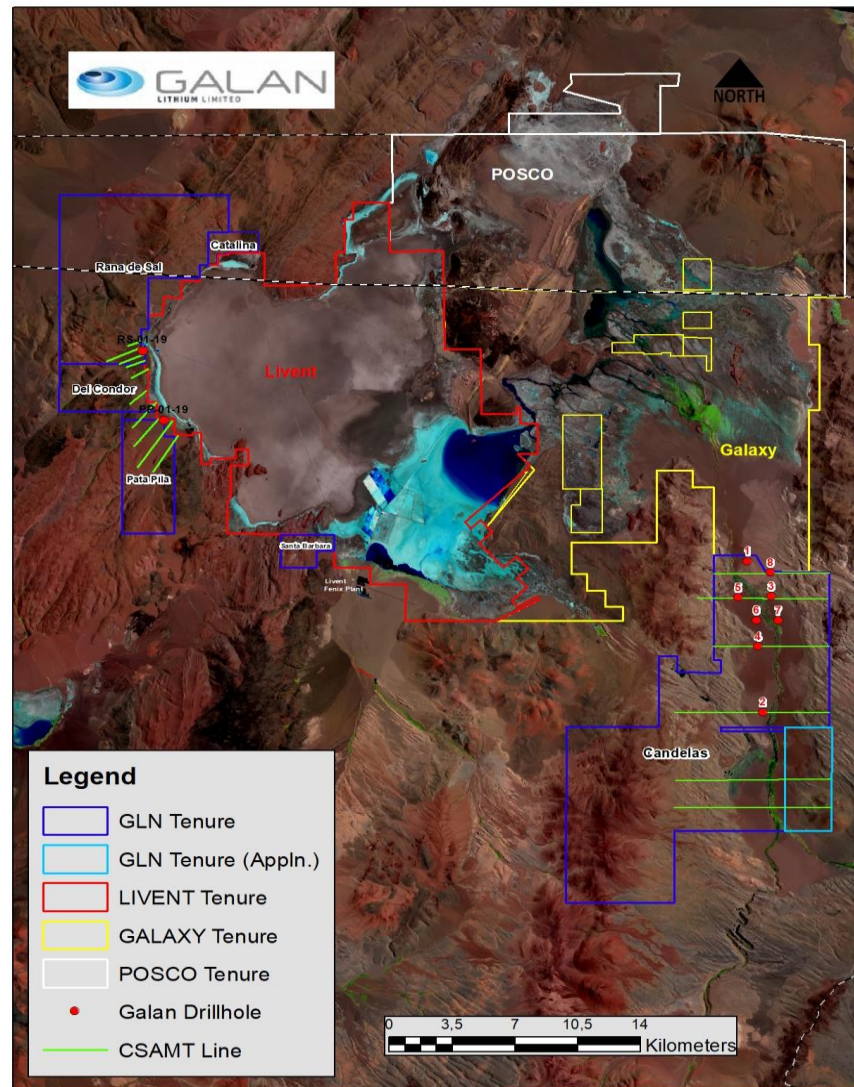 GALAN
LITHIUM LIMITED
NORTH
POSCO
Catalina
Rana de Sal
RS-01-19
Livent
Del Condor
PP-01-19
Galaxy
Pata Pila
Santa Barbara
Livent
Fenix Plant
1
8
5
3
6
7
4
2
Candelas
Legend
GLN Tenure
GLN Tenure (Appln.)
LIVENT Tenure
GALAXY Tenure
POSCO Tenure
Galan Drillhole
CSAMT Line
0 3,5 7 10,5 14
Kilometers